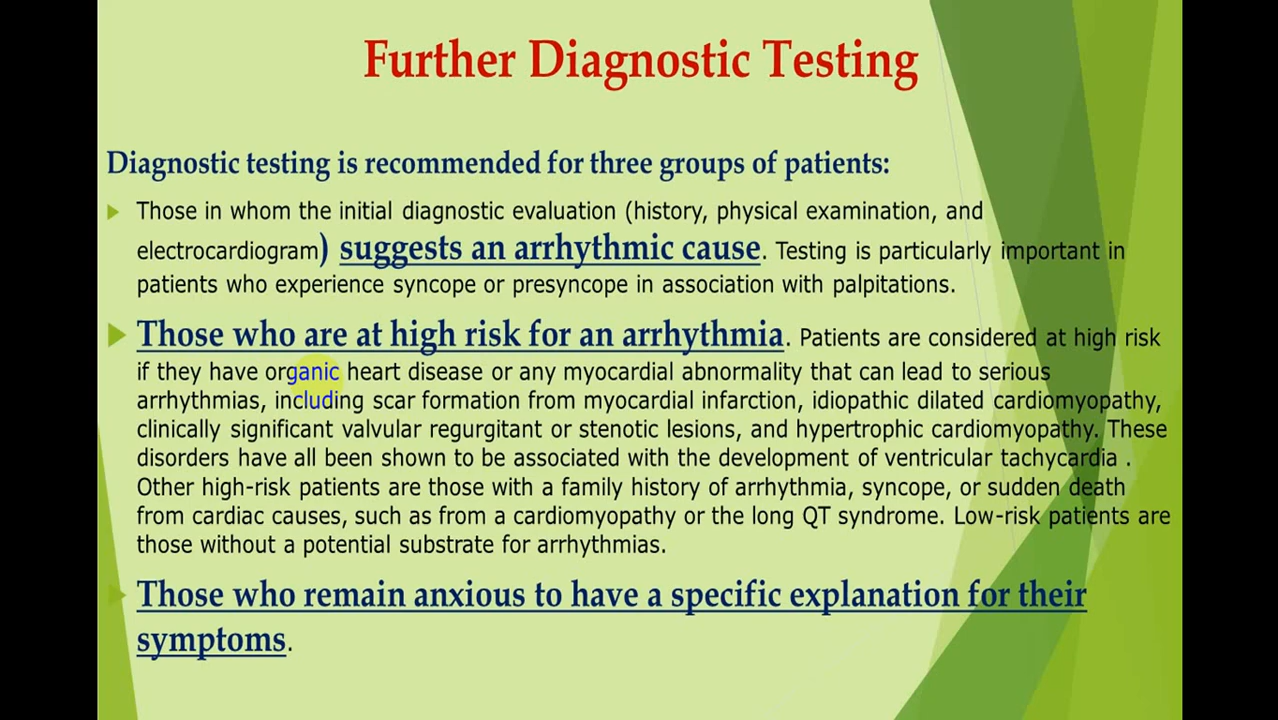 Further Diagnostic Testing
Diagnostic testing is recommended for three groups of patients:
Those in whom the initial diagnostic evaluation (history, physical examination, and
electrocardiogram) suggests an arrhythmic cause. Testing is particularly important in
patients who experience syncope or presyncope in association with palpitations.
Those who are at high risk for an arrhythmia. Patients are considered at high risk
if they have organic heart disease or any myocardial abnormality that can lead to serious
arrhythmias, including scar formation from myocardial infarction, idiopathic dilated cardiomyopathy,
clinically significant valvular regurgitant or stenotic lesions, and hypertrophic cardiomyopathy. These
disorders have all been shown to be associated with the development of ventricular tachycardia .
Other high-risk patients are those with a family history of arrhythmia, syncope, or sudden death
from cardiac causes, such as from a cardiomyopathy or the long QT syndrome. Low-risk patients are
those without a potential substrate for arrhythmias.
Those who remain anxious to have a specific explanation for their
symptoms.